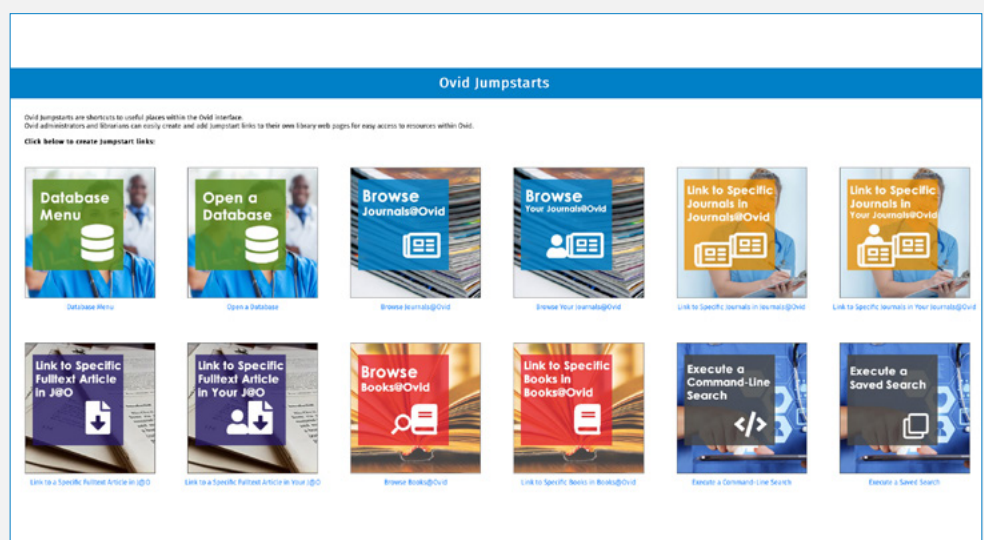 Ovid Jumpstarts
Ovid Jumpstarts are shortcuts to useful places within the Ovid interface.
Ovid administrators and librarians can easily create and add Jumpstart links to their own library web pages for easy access to resources within Ovid.
Click below to create Jumpstart links:
Database
Menu
Open a
Database
Browse
Journals@Ovid
Browse
Your Journals@Ovid
Link to Specific
Journals in
Journals@Ovid
Link to Specific
Journals in
Your Journals@Ovid
Database Menu
Open a Database
Browse Journals@Ovid
Browse Your Journals@Ovid
Link to Specific Journals in Journals@Ovid
Link to Specific Journals in Your Journals@Ovid
Link to Specific
Fulltext Article
in J@O
Link to Specific
Fulltext Article
in Your J@O
Browse
Books@Ovid
Link to Specific
Books in
Books@Ovid
Execute a
Command-Line
Search
</>
Execute a
Saved Search
Link to a Specific Fulltext Article in J@O
Link to a Specific Fulltext Article in Your J@O
Browse Books@Ovid
Link to Specific Books in Books@Ovid
Execute a Command-Line Search
Execute a Saved Search